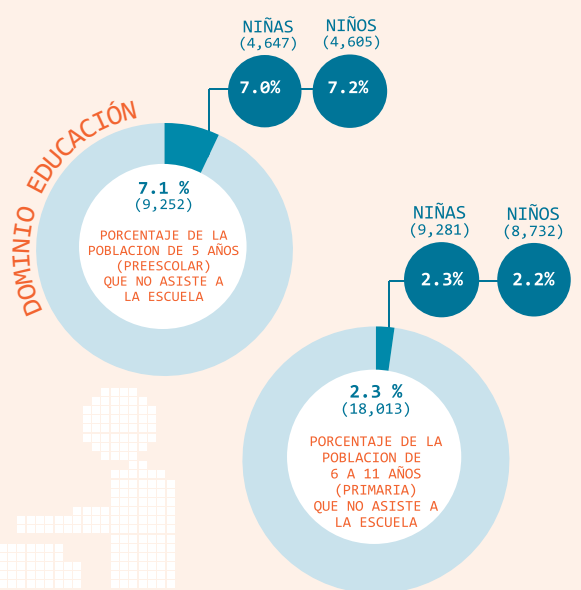 DOMINIO EDUCACIÓN
NIÑAS
(4,647)
7.0%
NIÑOS
(4,605)
7.2%
7.1 %
(9,252)
PORCENTAJE DE LA
POBLACION DE 5 AÑOS
(PREESCOLAR)
QUE NO ASISTE A
LA ESCUELA
NIÑAS
(9,281)
2.3%
NIÑOS
(8,732)
2.2%
2.3 %
(18,013)
PORCENTAJE DE LA
POBLACION DE
6 A 11 AÑOS
(PRIMARIA)
QUE NO ASISTE A
LA ESCUELA